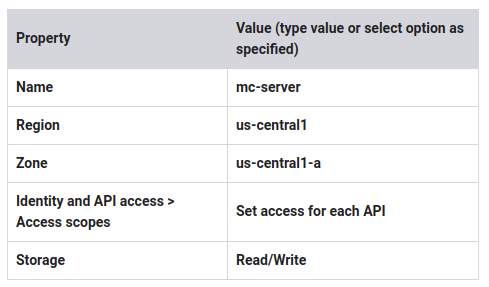 Property
Value (type value or select option as
specified)
Name
mc-server
Region
us-central1
Zone
us-central1-a
Identity and API access >
Access scopes
Set access for each API
Storage
Read/Write